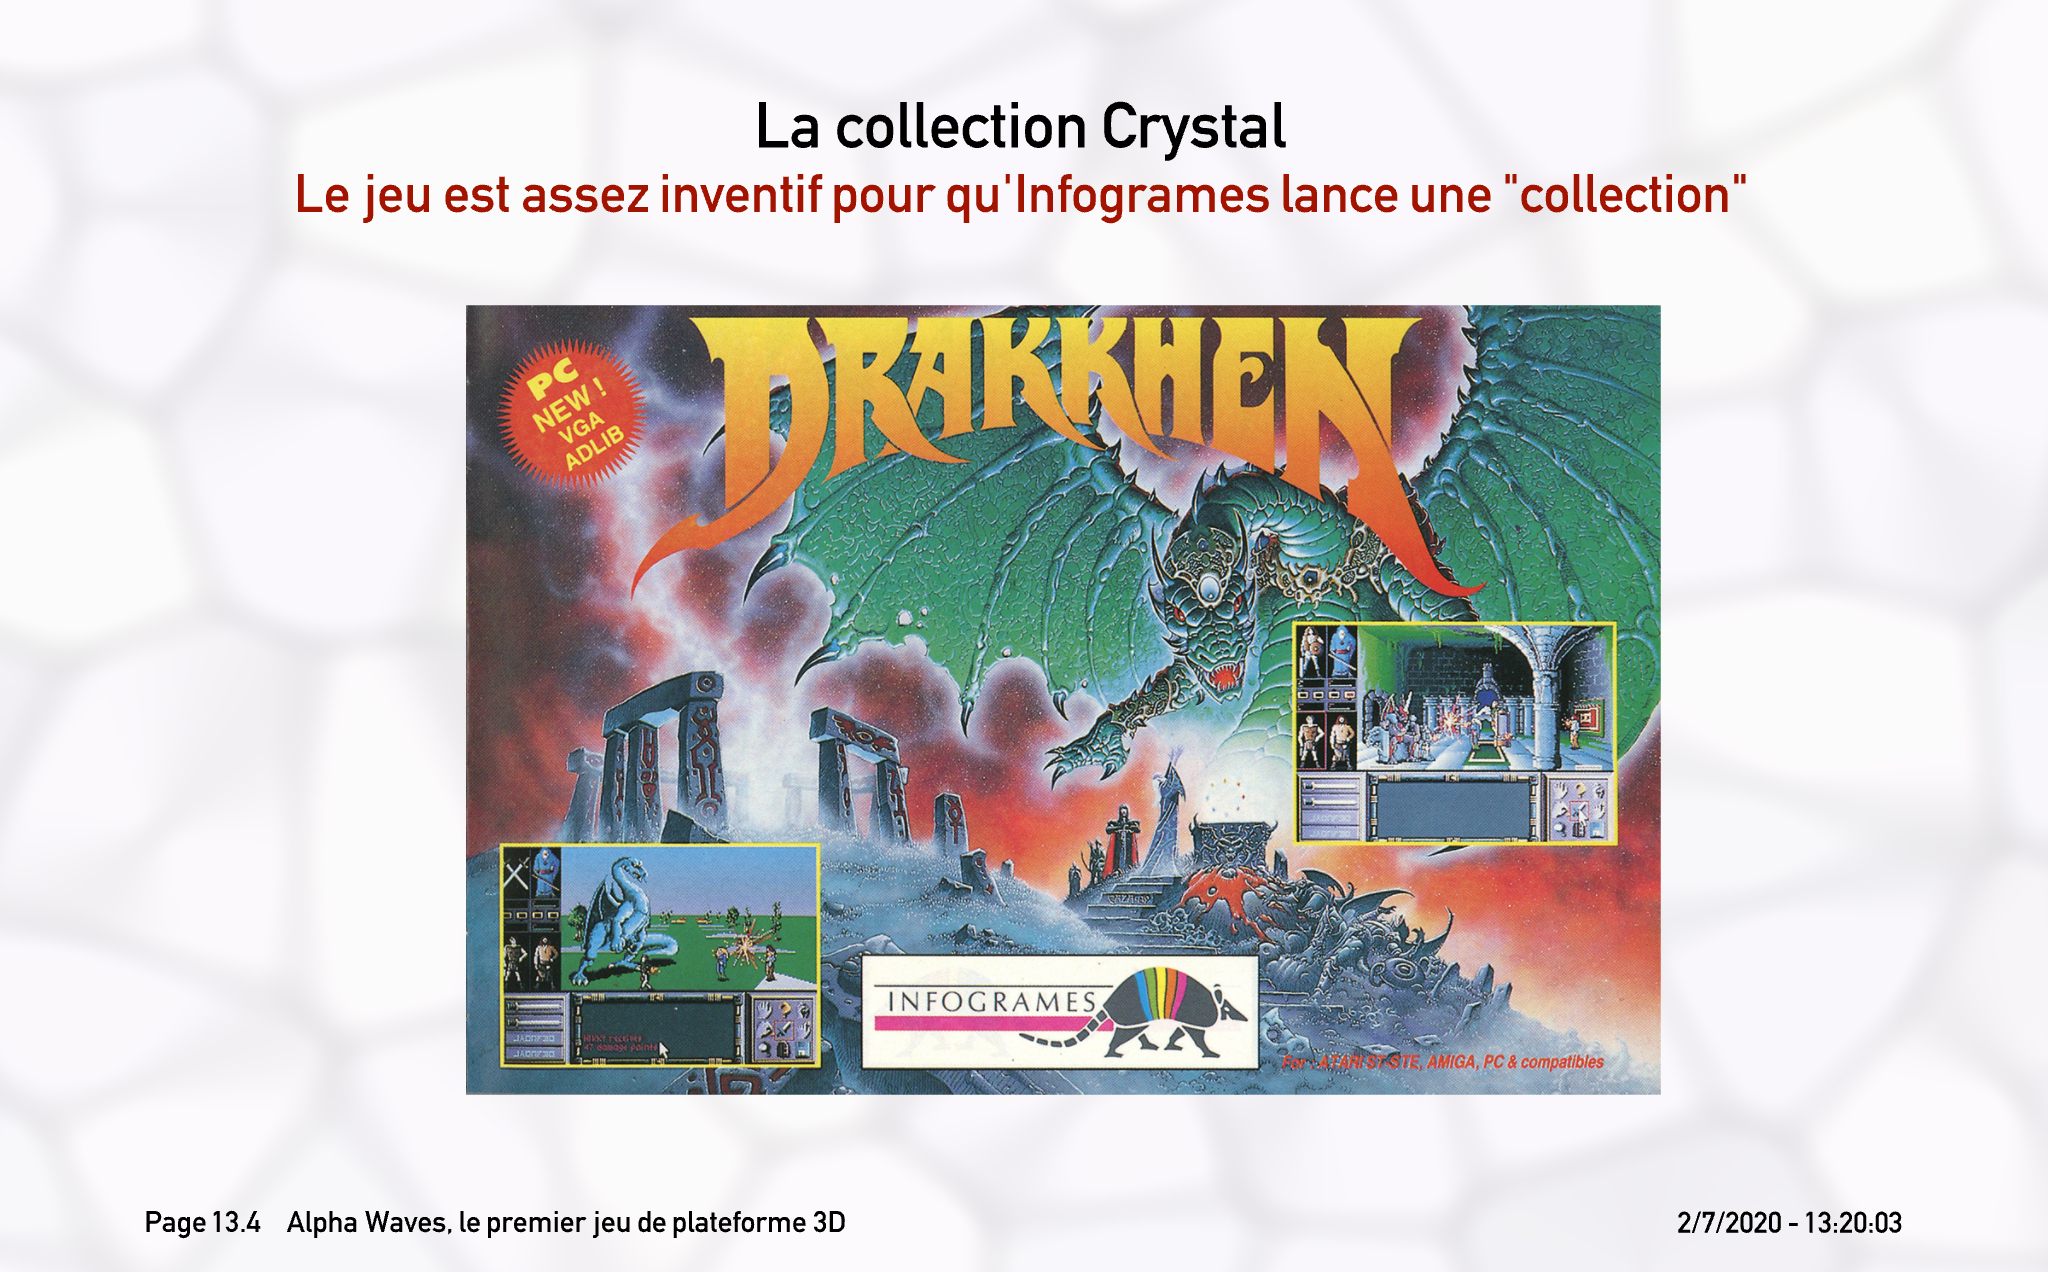 La collection Crystal
Le jeu est assez inventif pour qu'Infogrames lance une "collection"
DRAKKHEN
PC
NEW !
VGA
ADLIB
INFOGRAMES
For : ATARI ST-STE, AMIGA, PC & compatibles
Page 13.4 Alpha Waves, le premier jeu de plateforme 3D
2/7/2020 - 13:20:03